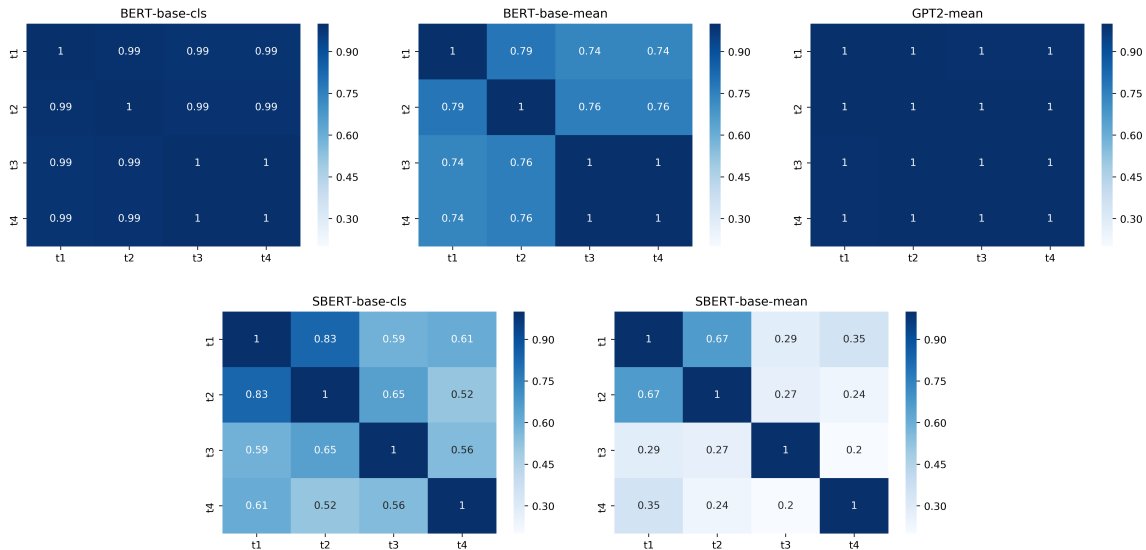 BERT-base-cls
t1 1 0.99 0.99 0.99
t2 0.99 1 0.99 0.99
t3 0.99 0.99 1 1
t4 0.99 0.99 1 1
t1 t2 t3 t4
0.90
0.75
0.60
0.45
0.30
BERT-base-mean
t1 1 0.79 0.74 0.74
t2 0.79 1 0.76 0.76
t3 0.74 0.76 1 1
t4 0.74 0.76 1 1
t1 t2 t3 t4
0.90
0.75
0.60
0.45
0.30
GPT2-mean
t1 1 1 1 1
t2 1 1 1 1
t3 1 1 1 1
t4 1 1 1 1
t1 t2 t3 t4
0.90
0.75
0.60
0.45
0.30
SBERT-base-cls
t1 1 0.83 0.59 0.61
t2 0.83 1 0.65 0.52
t3 0.59 0.65 1 0.56
t4 0.61 0.52 0.56 1
t1 t2 t3 t4
0.90
0.75
0.60
0.45
0.30
SBERT-base-mean
t1 1 0.67 0.29 0.35
t2 0.67 1 0.27 0.24
t3 0.29 0.27 1 0.2
t4 0.35 0.24 0.2 1
t1 t2 t3 t4
0.90
0.75
0.60
0.45
0.30